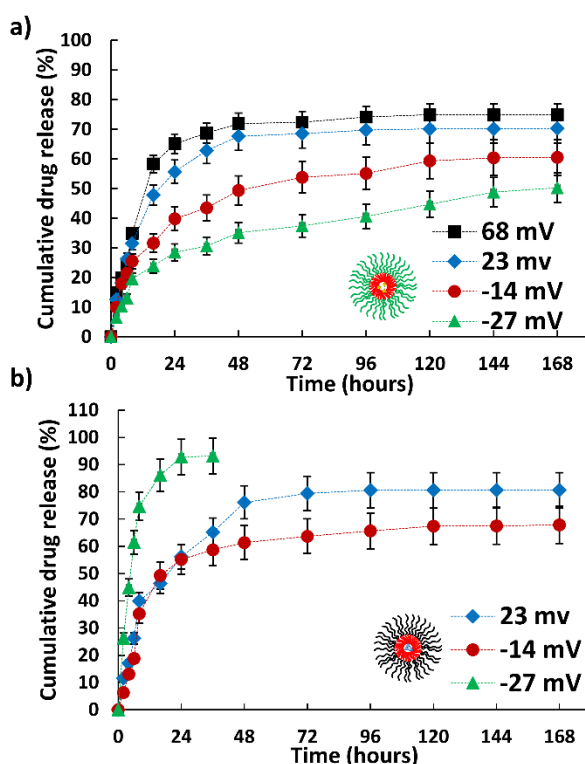 a)
Cumulative drug release (%)
100
90
80
70
60
50
40
30
20
10
0
68 mV
23 mv
-14 mV
-27 mV
0 24 48 72 96 120 144 168
Time (hours)
b)
Cumulative drug release (%)
110
100
90
80
70
60
50
40
30
20
10
0
23 mv
-14 mV
-27 mV
0 24 48 72 96 120 144 168
Time (hours)